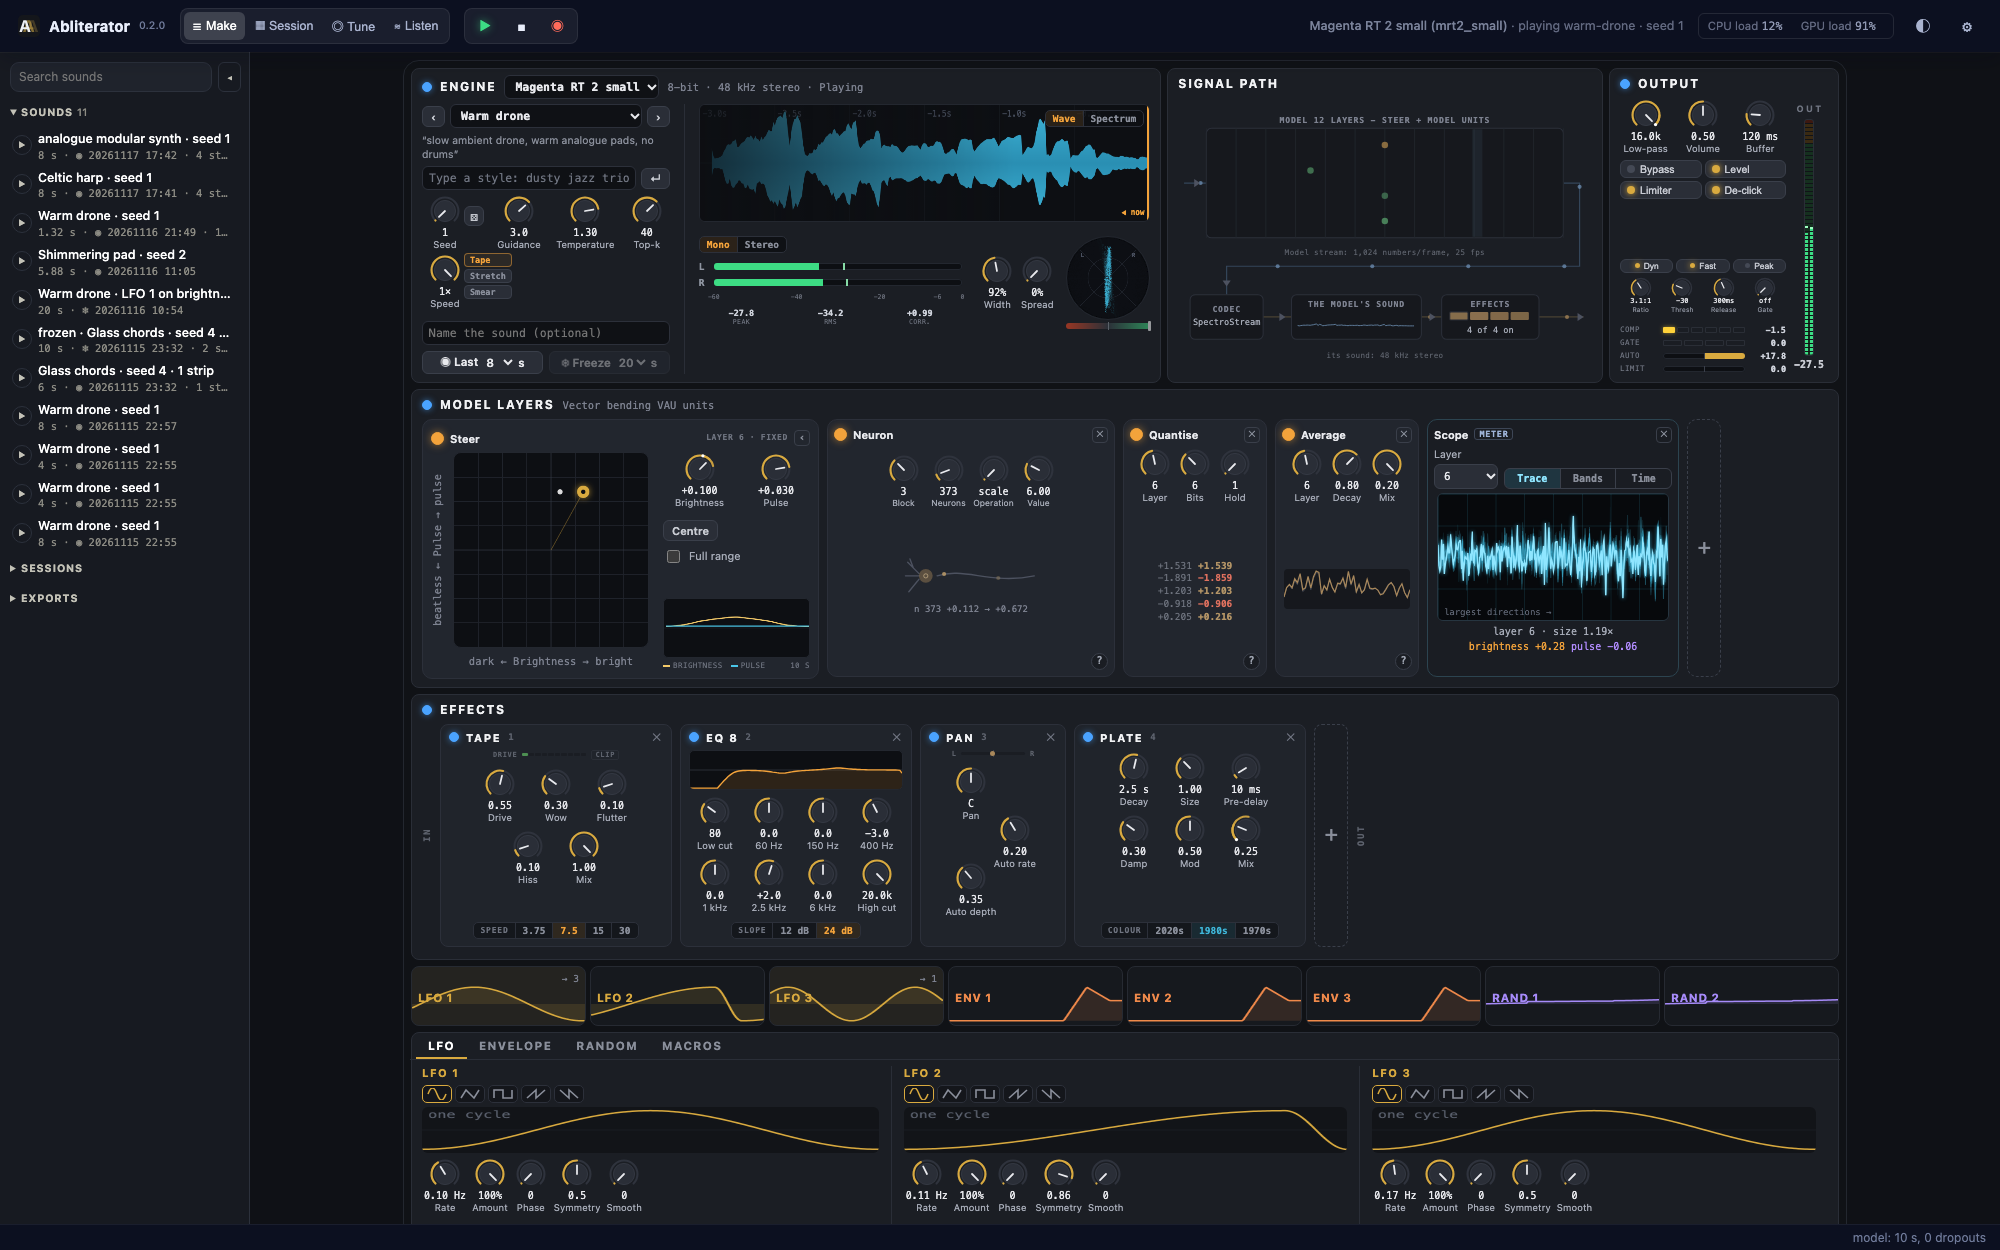 Abliterator 0.2.0 Make Session Tune Listen
Magenta RT 2 small (mrt2_small) · playing warm-drone · seed 1 CPU load 12% GPU load 91%
Search sounds
SOUNDS 11
analogue modular synth · seed 1
8 s · 20261117 17:42 · 4 st…
Celtic harp · seed 1
8 s · 20261117 17:41 · 4 st…
Warm drone · seed 1
1.32 s · 20261116 21:49 · 1…
Shimmering pad · seed 2
5.88 s · 20261116 11:05
Warm drone · LFO 1 on brightn…
20 s · 20261116 10:54
frozen · Glass chords · seed 4 …
10 s · 20261115 23:32 · 2 s…
Glass chords · seed 4 · 1 strip
6 s · 20261115 23:32 · 1 st…
Warm drone · seed 1
8 s · 20261115 22:57
Warm drone · seed 1
4 s · 20261115 22:55
Warm drone · seed 1
4 s · 20261115 22:55
Warm drone · seed 1
8 s · 20261115 22:55
SESSIONS
EXPORTS
ENGINE Magenta RT 2 small 8-bit · 48 kHz stereo · Playing
Warm drone
"slow ambient drone, warm analogue pads, no
drums"
Type a style: dusty jazz trio
1 3.0 1.30 40
Seed Guidance Temperature Top-k
Tape
Stretch
Smear
1×
Speed
Name the sound (optional)
Last 8 s Freeze 20 s
-3.0s -2.5s -1.5s -1.0s Wave Spectrum
now
Mono Stereo
L
R
-60 -40 -20 -6 0
-27.8 -34.2 +0.99
PEAK RMS CORR.
92% 0%
Width Spread
L R
SIGNAL PATH
MODEL 12 LAYERS — STEER + MODEL UNITS
Model stream: 1,024 numbers/frame, 25 fps
CODEC
SpectroStream
THE MODEL'S SOUND
EFFECTS
4 of 4 on
its sound: 48 kHz stereo
OUTPUT
OUT
16.0k 0.50 120 ms
Low-pass Volume Buffer
Bypass Level
Limiter De-click
Dyn Fast Peak
3.1:1 -30 300ms off
Ratio Thresh Release Gate
COMP -1.5
GATE 0.0
AUTO +17.8
LIMIT 0.0
-27.5
MODEL LAYERS Vector bending VAU units
Steer LAYER 6 · FIXED
beatless ← Pulse → pulse
dark ← Brightness → bright
+0.100 +0.030
Brightness Pulse
Centre
Full range
BRIGHTNESS PULSE 10 S
Neuron
3 373 scale 6.00
Block Neurons Operation Value
n 373 +0.112 → +0.672
?
Quantise
6 6 1
Layer Bits Hold
+1.531 +1.539
-1.891 -1.859
+1.203 +1.203
-0.918 -0.906
+0.205 +0.216
?
Average
6 0.80 0.20
Layer Decay Mix
?
Scope METER
Layer
6 Trace Bands Time
largest directions →
layer 6 · size 1.19×
brightness +0.28 pulse -0.06
+
EFFECTS
IN
TAPE 1
DRIVE CLIP
0.55 0.30 0.10
Drive Wow Flutter
0.10 1.00
Hiss Mix
SPEED 3.75 7.5 15 30
EQ 8 2
80 0.0 0.0 -3.0
Low cut 60 Hz 150 Hz 400 Hz
0.0 +2.0 0.0 20.0k
1 kHz 2.5 kHz 6 kHz High cut
SLOPE 12 dB 24 dB
PAN 3
L R
C
Pan
0.20
Auto rate
0.35
Auto depth
PLATE 4
2.5 s 1.00 10 ms
Decay Size Pre-delay
0.30 0.50 0.25
Damp Mod Mix
COLOUR 2020s 1980s 1970s
+
OUT
LFO 1 → 3
LFO 2
LFO 3 → 1
ENV 1
ENV 2
ENV 3
RAND 1
RAND 2
LFO ENVELOPE RANDOM MACROS
LFO 1
one cycle
0.10 Hz 100% 0 0.5 0
Rate Amount Phase Symmetry Smooth
LFO 2
one cycle
0.11 Hz 100% 0 0.86 0
Rate Amount Phase Symmetry Smooth
LFO 3
one cycle
0.17 Hz 100% 0 0.5 0
Rate Amount Phase Symmetry Smooth
model: 10 s, 0 dropouts